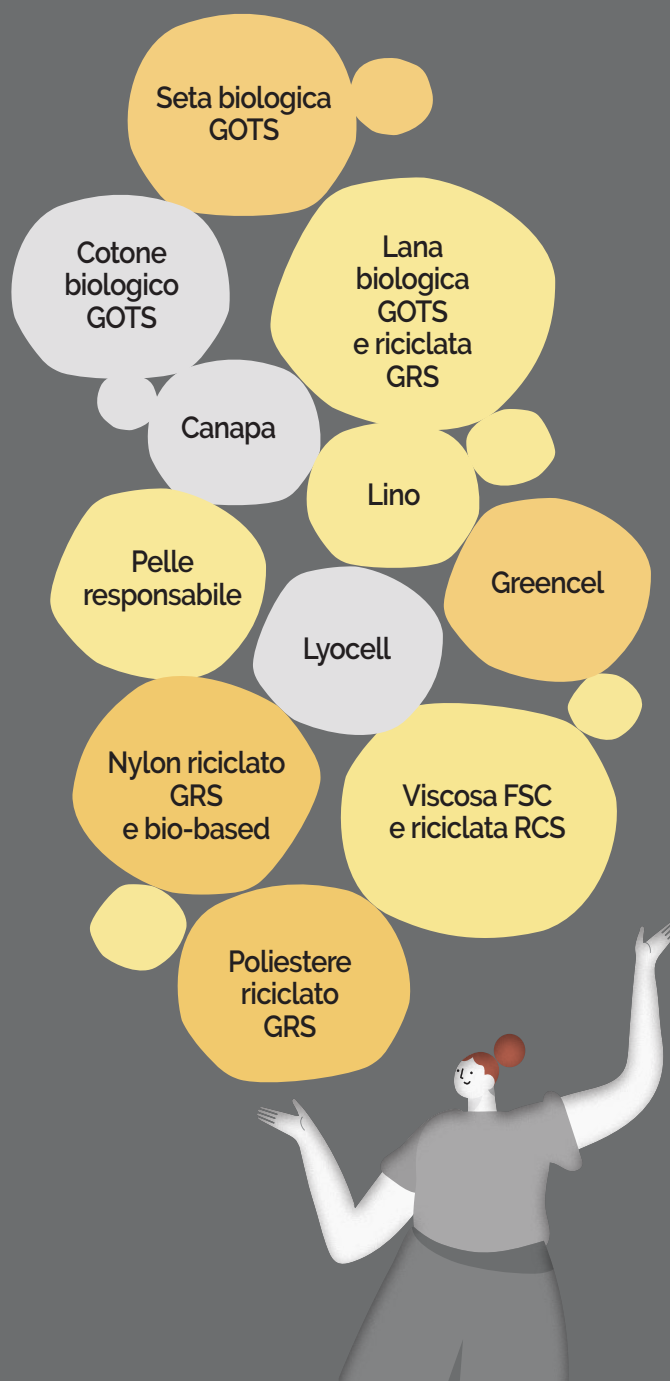 Seta biologica
GOTS
Cotone
biologico
GOTS
Lana
biologica
GOTS
e riciclata
GRS
Canapa
Lino
Pelle
responsabile
Greencel
Lyocell
Nylon riciclato
GRS
e bio-based
Viscosa FSC
e riciclata RCS
Poliestere
riciclato
GRS